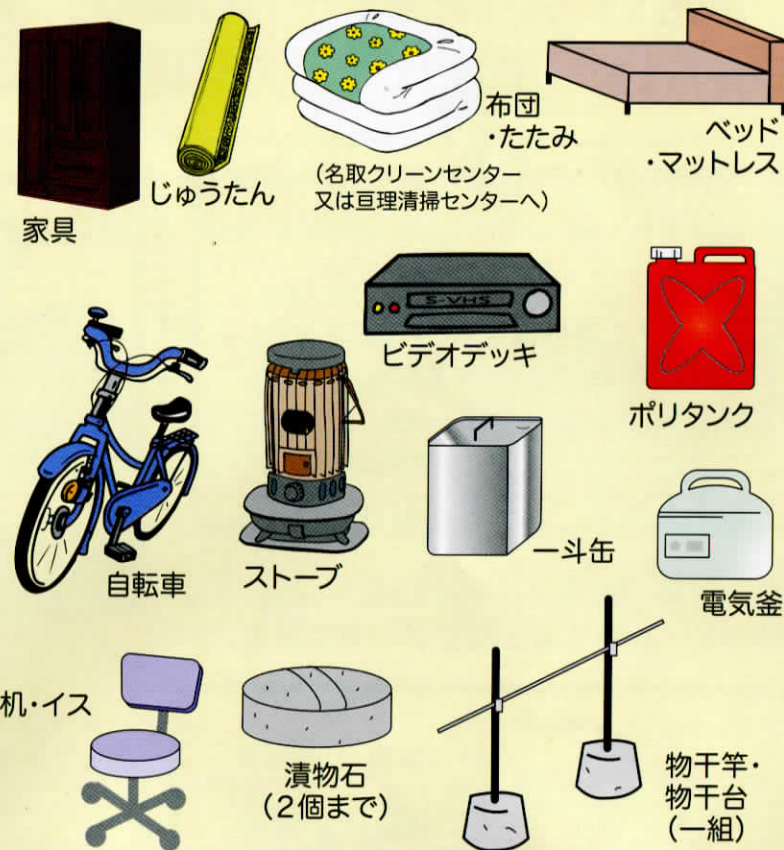 家具
じゅうたん
布団
・たたみ
(名取クリーンセンター
又は亘理清掃センターへ)
ベッド
・マットレス
S-VHS
ビデオデッキ
ポリタンク
自転車
ストーブ
一斗缶
電気釜
机・イス
漬物石
(2個まで)
物干竿・
物干台
(一組)